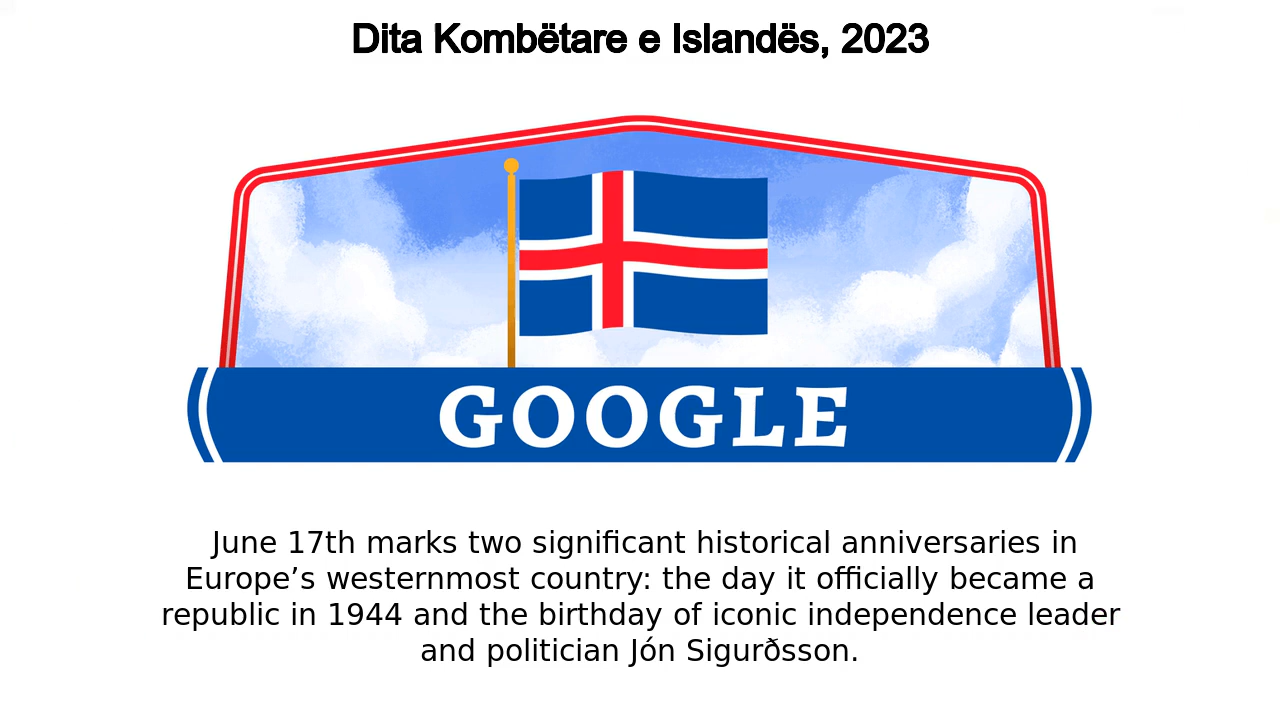 Dita Kombëtare e Islandës, 2023
GOOGLE
June 17th marks two significant historical anniversaries in
Europe’s westernmost country: the day it officially became a
republic in 1944 and the birthday of iconic independence leader
and politician Jón Sigurðsson.